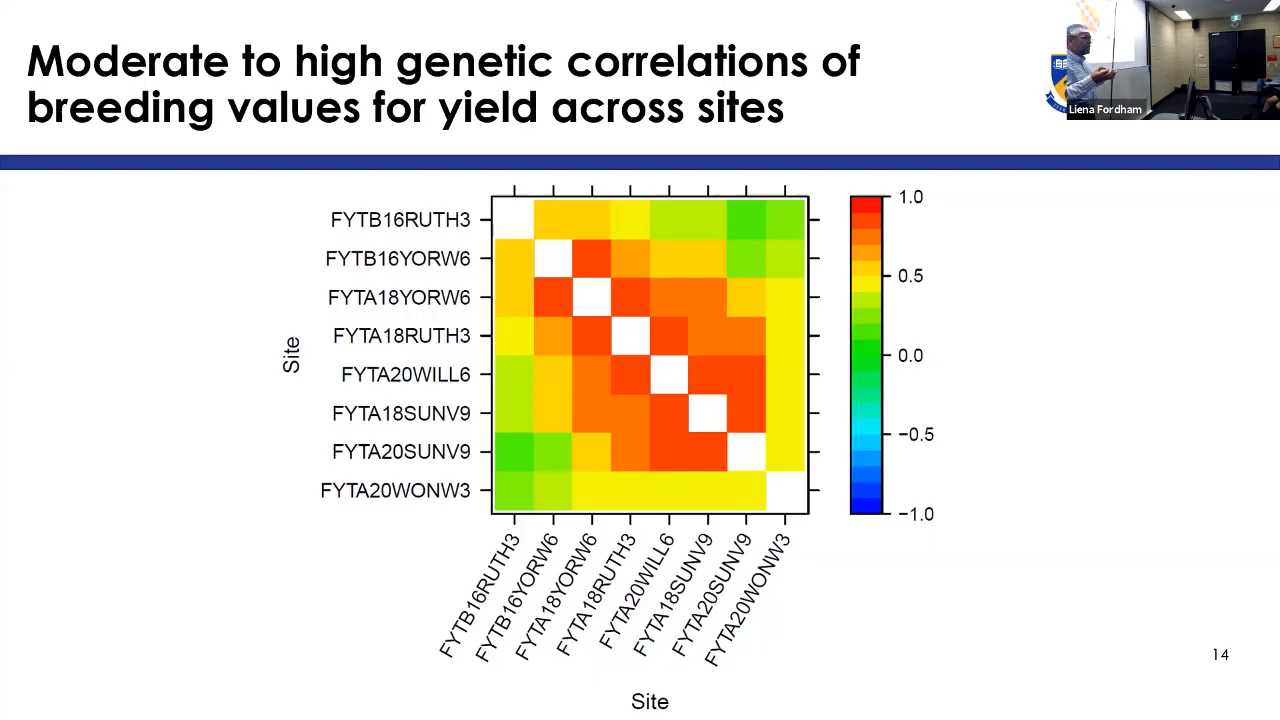 Moderate to high genetic correlations of
breeding values for yield across sites
Liena Fordham
FYTB16RUTH3
FYTB16YORW6
FYTA18YORW6
FYTA18RUTH3
FYTA20WILL6
FYTA18SUNV9
FYTA20SUNV9
FYTA20WONW3
Site
1.0
0.5
0.0
−0.5
−1.0
FYTB16RUTH3
FYTB16YORW6
FYTA18YORW6
FYTA18RUTH3
FYTA20WILL6
FYTA18SUNV9
FYTA20SUNV9
FYTA20WONW3
Site
14